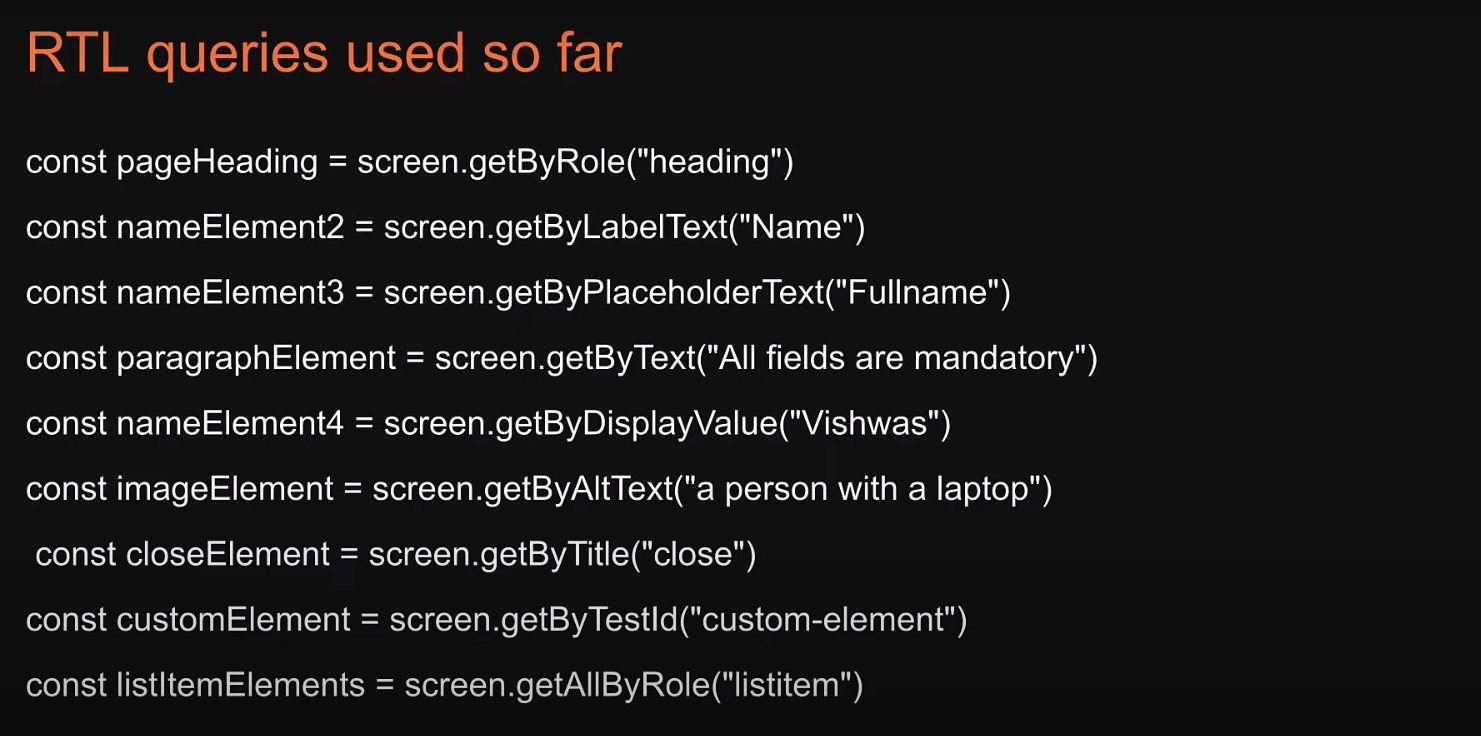 RTL queries used so far
const pageHeading = screen.getByRole("heading")
const nameElement2 = screen.getByLabelText("Name")
const nameElement3 = screen.getByPlaceholderText("Fullname")
const paragraphElement = screen.getByText("All fields are mandatory")
const nameElement4 = screen.getByDisplayValue("Vishwas")
const imageElement = screen.getByAltText("a person with a laptop")
const closeElement = screen.getByTitle("close")
const customElement = screen.getByTestId("custom-element")
const listItemElements = screen.getAllByRole("listitem")